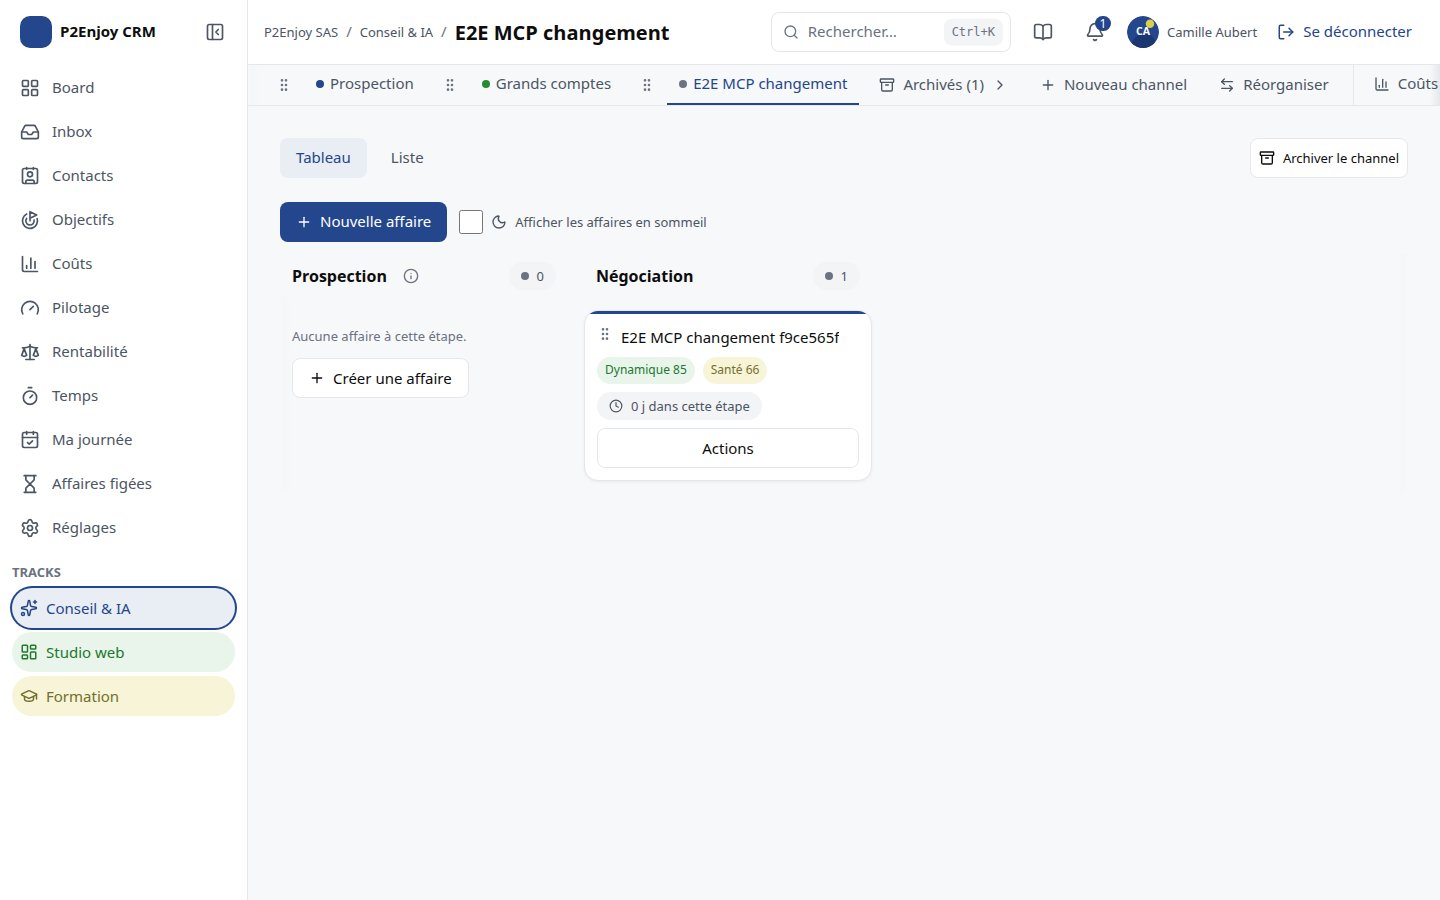 P2Enjoy CRM
Board
Inbox
Contacts
Objectifs
Coûts
Pilotage
Rentabilité
Temps
Ma journée
Affaires figées
Réglages
TRACKS
Conseil & IA
Studio web
Formation
P2Enjoy SAS / Conseil & IA / E2E MCP changement
Rechercher... Ctrl+K
1
CA Camille Aubert
Se déconnecter
Prospection
Grands comptes
E2E MCP changement
Archivés (1)
Nouveau channel
Réorganiser
Coûts
Tableau
Liste
Archiver le channel
Nouvelle affaire
Afficher les affaires en sommeil
Prospection 0
Aucune affaire à cette étape.
Créer une affaire
Négociation 1
E2E MCP changement f9ce565f
Dynamique 85 Santé 66
0 j dans cette étape
Actions